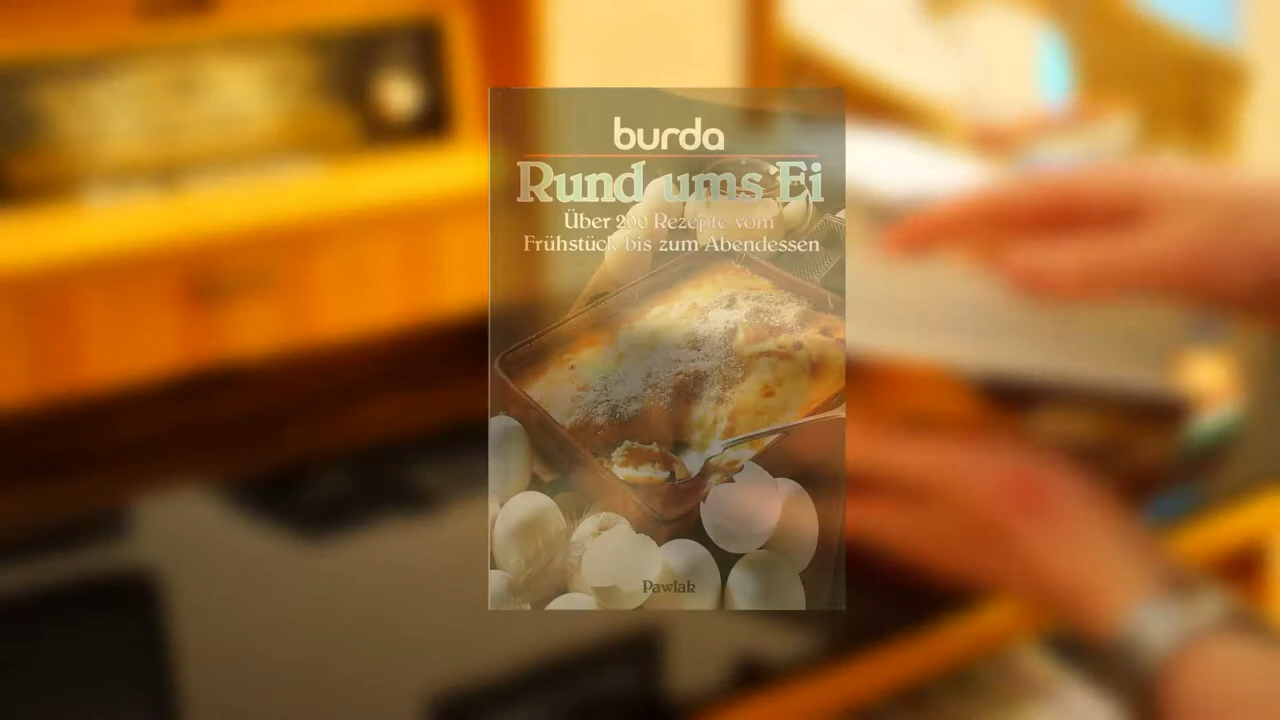 burda
Rund ums Ei
Über 200 Rezepte vom
Frühstück bis zum Abendessen
Pawlak